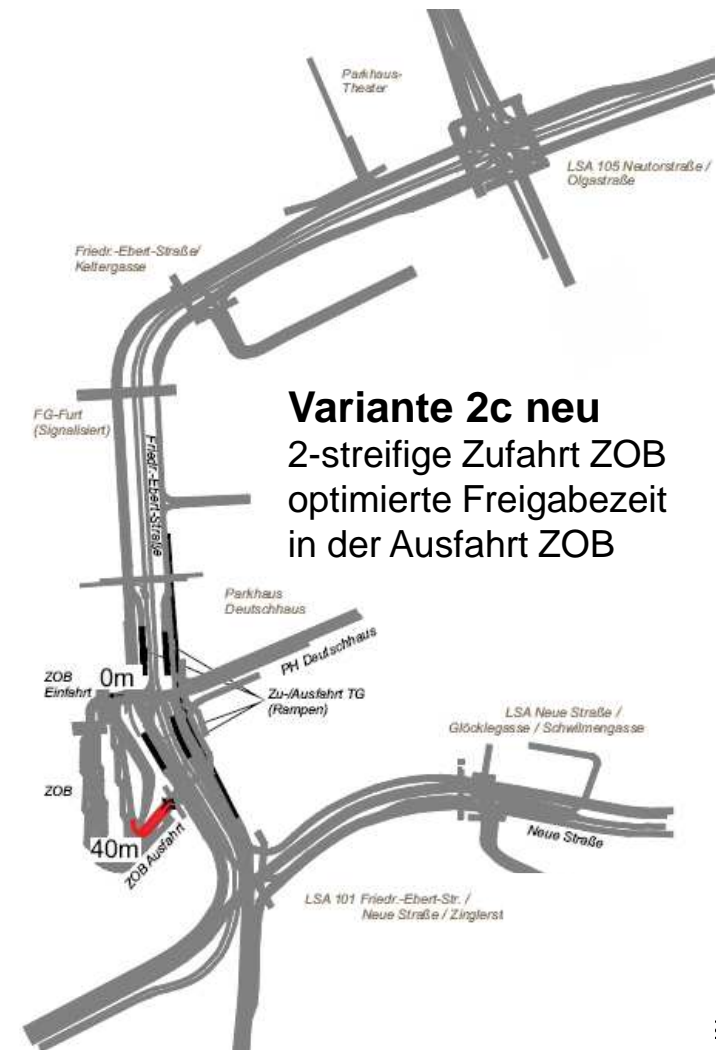 Parkhaus-
Theater
LSA 105 Neutorstraße /
Olgastraße
Friedr.-Ebert-Straße/
Keltergasse
Variante 2c neu
2-streifige Zufahrt ZOB
optimierte Freigabezeit
in der Ausfahrt ZOB
FG-Furt
(Signalisiert)
Friedr.-Ebert-Straße
Parkhaus
Deutschhaus
PH Deutschhaus
ZOB
Einfahrt
0m
Zu-/Ausfahrt TG
(Rampen)
LSA Neue Straße /
Glöcklegasse / Schwilmengasse
ZOB
Neue Straße
40m
ZOB Ausfahrt
LSA 101 Friedr.-Ebert-Str. /
Neue Straße / Zinglerst